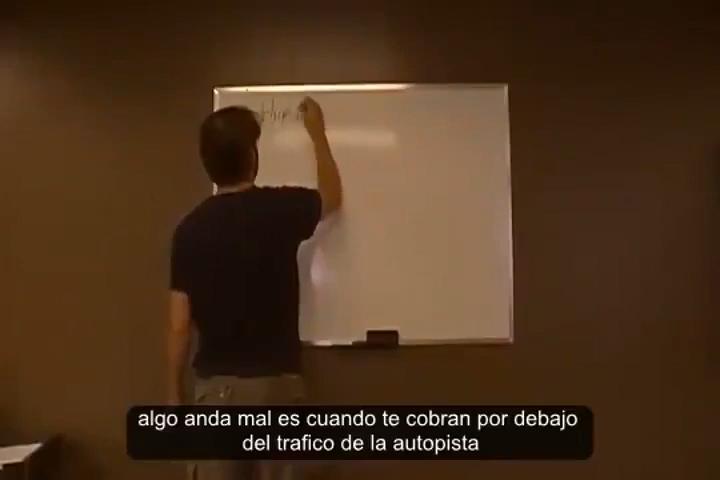 algo anda mal es cuando te cobran por debajo
del trafico de la autopista